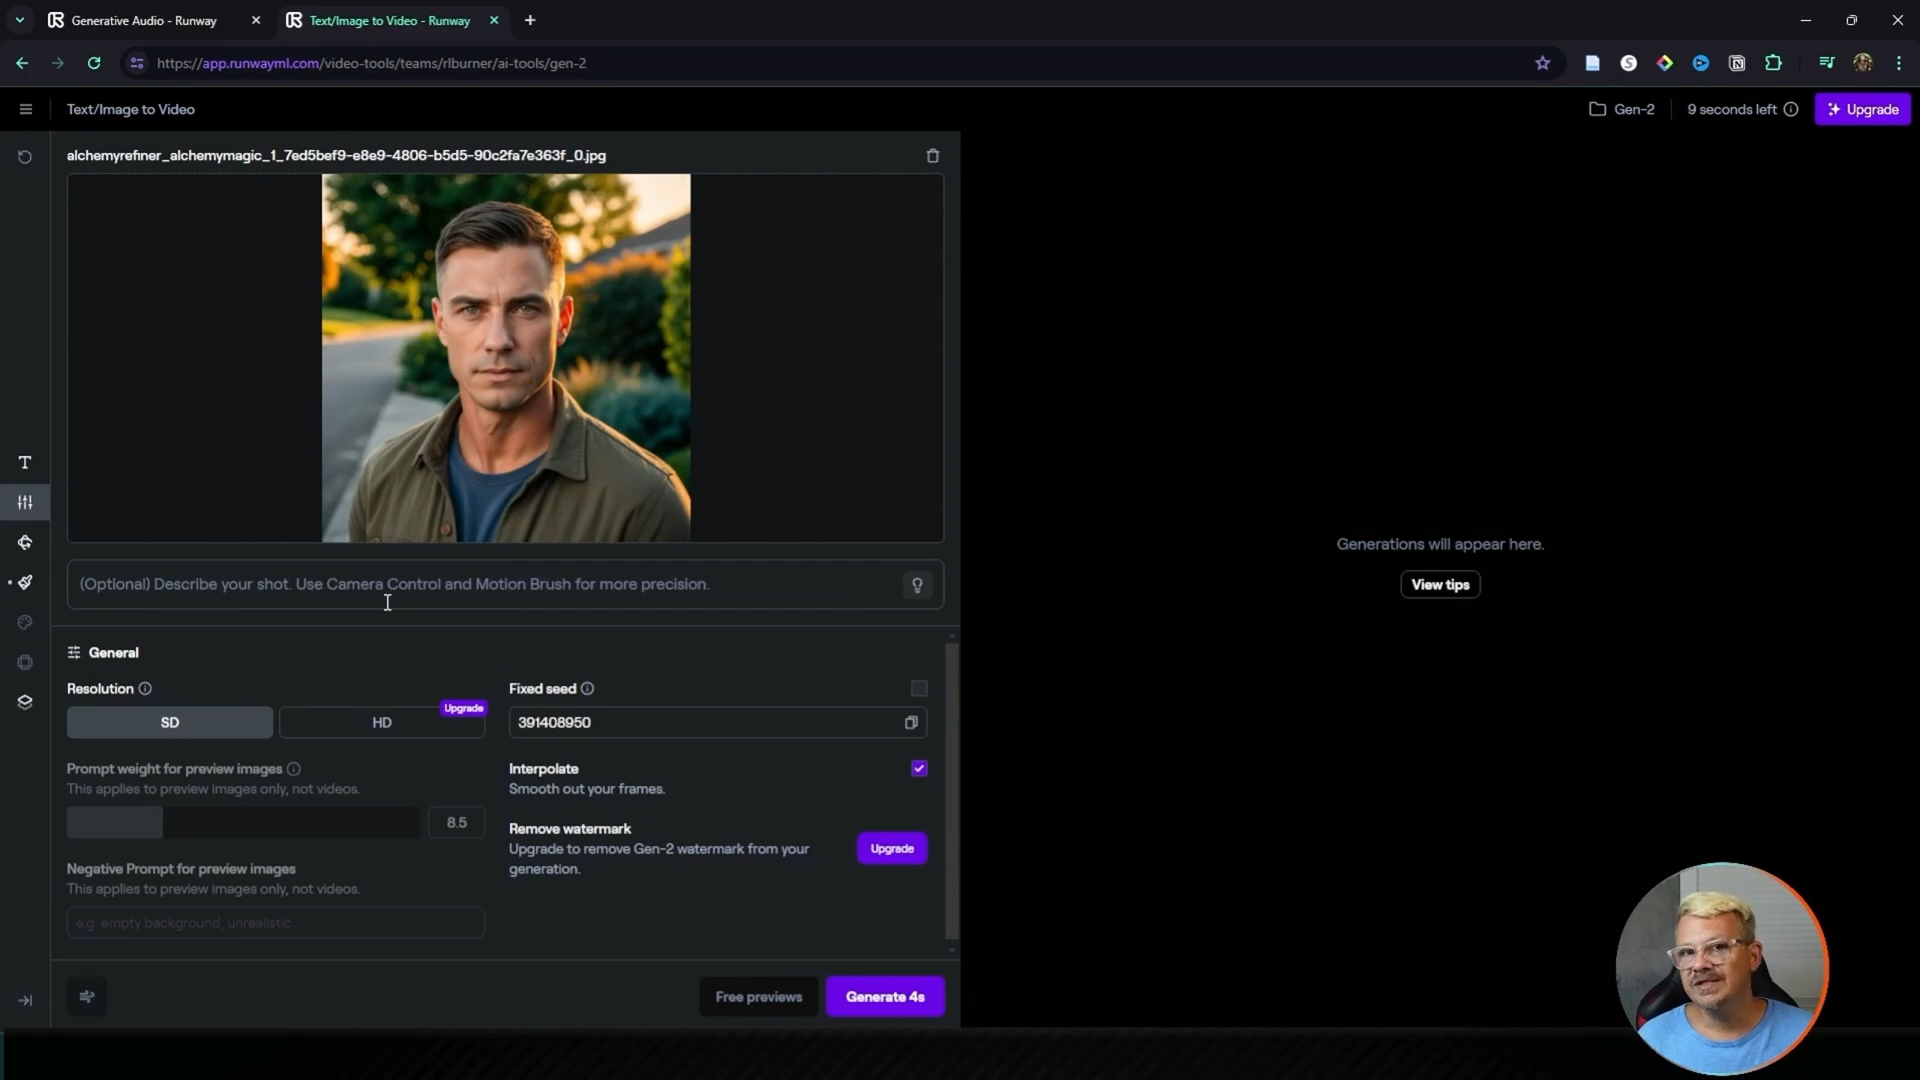 Generative Audio - Runway
Text/Image to Video - Runway
https://app.runwayml.com/video-tools/teams/rlburner/ai-tools/gen-2
Text/Image to Video
Gen-2
9 seconds left
Upgrade
alchemyrefiner_alchemymagic_1_7ed5bef9-e8e9-4806-b5d5-90c2fa7e363f_0.jpg
(Optional) Describe your shot. Use Camera Control and Motion Brush for more precision.
Generations will appear here.
View tips
General
Resolution
SD
HD
Upgrade
Fixed seed
391408950
Prompt weight for preview images
This applies to preview images only, not videos.
8.5
Interpolate
Smooth out your frames.
Remove watermark
Upgrade to remove Gen-2 watermark from your
generation.
Upgrade
Negative Prompt for preview images
This applies to preview images only, not videos.
e.g. empty background, unrealistic...
Free previews
Generate 4s